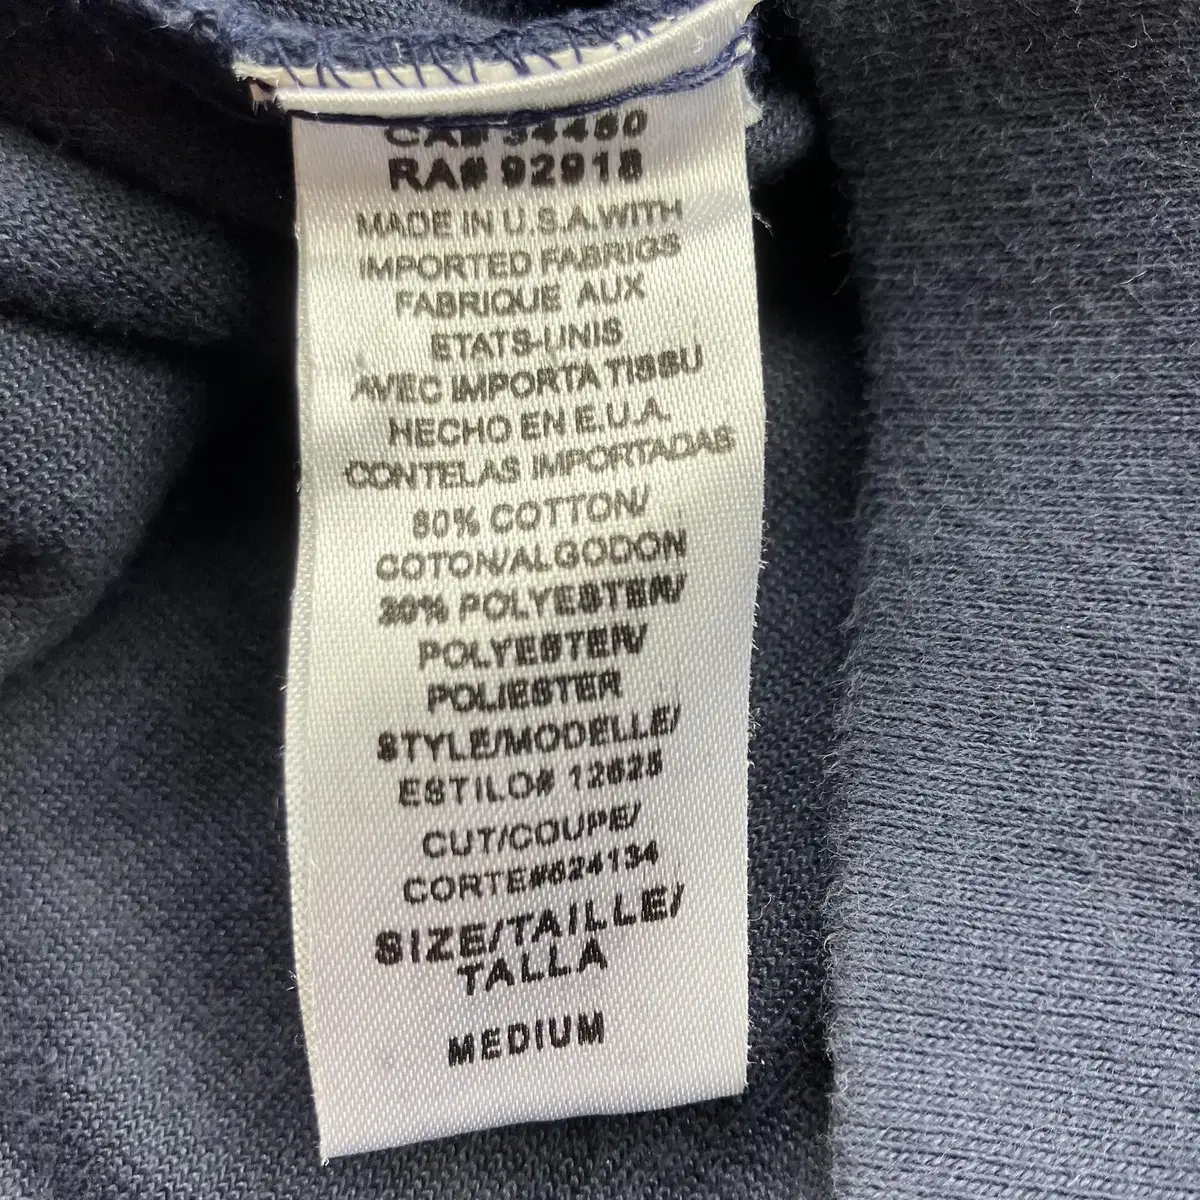 CA# 34480
RA# 92918
MADE IN U.S.A.WITH
IMPORTED FABRICS
FABRIQUE AUX
ETATS-UNIS
AVEC IMPORTA TISSU
HECHO EN E.U.A.
CONTELAS IMPORTADAS
80% COTTON/
COTON/ALGODON
20% POLYESTER/
POLYESTER/
POLIESTER
STYLE/MODELLE/
ESTILO# 12625
CUT/COUPE/
CORTE#624134
SIZE/TAILLE/
TALLA
MEDIUM